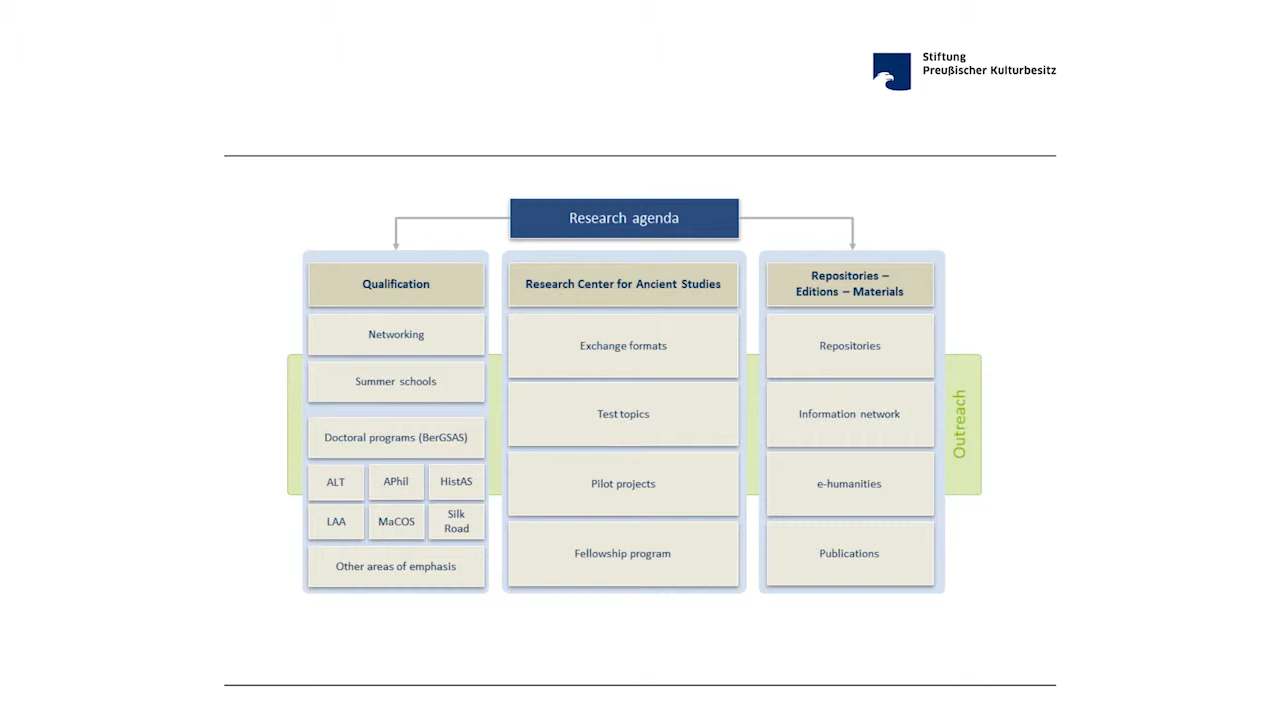 Stiftung
Preußischer Kulturbesitz
Research agenda
Qualification
Networking
Summer schools
Doctoral programs (BerGSAS)
ALT
APhil
HistAS
LAA
MaCOS
Silk
Road
Other areas of emphasis
Research Center for Ancient Studies
Exchange formats
Test topics
Pilot projects
Fellowship program
Repositories –
Editions – Materials
Repositories
Information network
e-humanities
Publications
Outreach